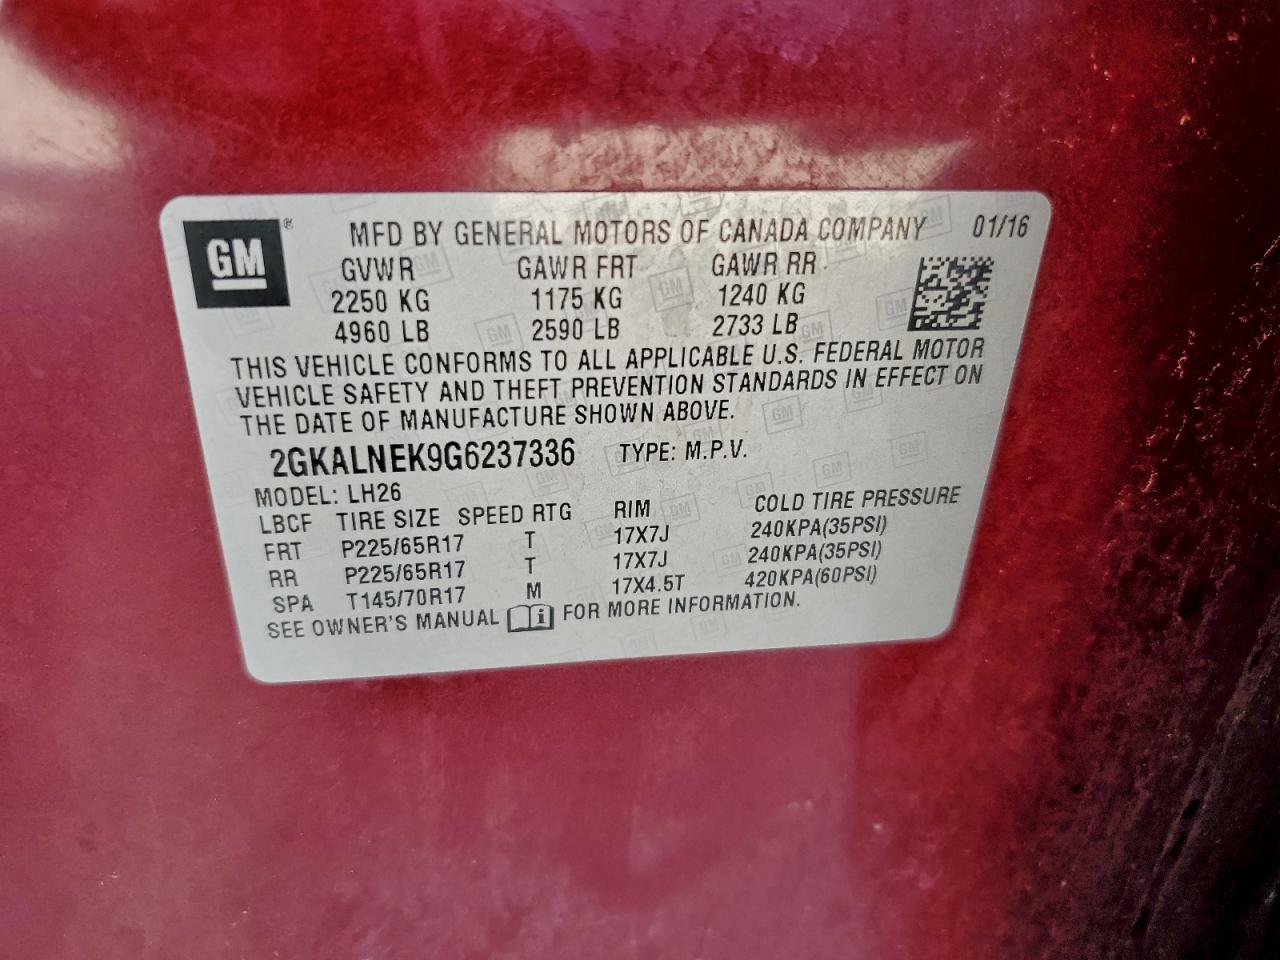 GM ® MFD BY GENERAL MOTORS OF CANADA COMPANY 01/16
GVWR GAWR FRT GAWR RR
2250 KG 1175 KG 1240 KG
4960 LB 2590 LB 2733 LB
THIS VEHICLE CONFORMS TO ALL APPLICABLE U.S. FEDERAL MOTOR
VEHICLE SAFETY AND THEFT PREVENTION STANDARDS IN EFFECT ON
THE DATE OF MANUFACTURE SHOWN ABOVE.
2GKALNEK9G6237336 TYPE: M.P.V.
MODEL: LH26
LBCF TIRE SIZE SPEED RTG RIM COLD TIRE PRESSURE
FRT P225/65R17 T 17X7J 240KPA(35PSI)
RR P225/65R17 T 17X7J 240KPA(35PSI)
SPA T145/70R17 M 17X4.5T 420KPA(60PSI)
SEE OWNER'S MANUAL FOR MORE INFORMATION.